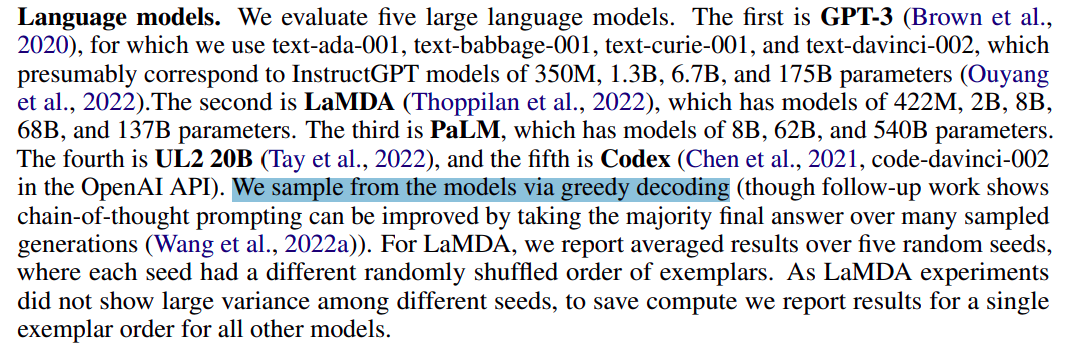 Language models. We evaluate five large language models. The first is GPT-3 (Brown et al.,
2020), for which we use text-ada-001, text-babbage-001, text-curie-001, and text-davinci-002, which
presumably correspond to InstructGPT models of 350M, 1.3B, 6.7B, and 175B parameters (Ouyang
et al., 2022).The second is LaMDA (Thoppilan et al., 2022), which has models of 422M, 2B, 8B,
68B, and 137B parameters. The third is PaLM, which has models of 8B, 62B, and 540B parameters.
The fourth is UL2 20B (Tay et al., 2022), and the fifth is Codex (Chen et al., 2021, code-davinci-002
in the OpenAI API). We sample from the models via greedy decoding (though follow-up work shows
chain-of-thought prompting can be improved by taking the majority final answer over many sampled
generations (Wang et al., 2022a)). For LaMDA, we report averaged results over five random seeds,
where each seed had a different randomly shuffled order of exemplars. As LaMDA experiments
did not show large variance among different seeds, to save compute we report results for a single
exemplar order for all other models.